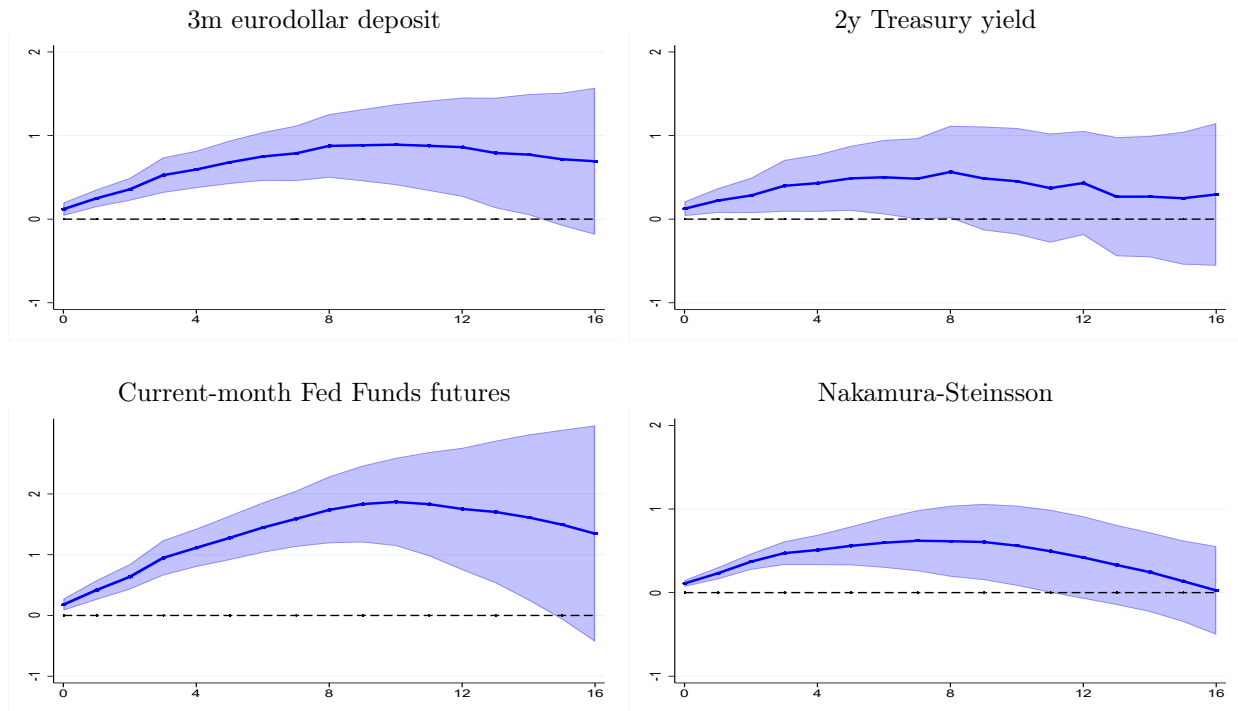 3m eurodollar deposit
2
1
0
-1
0 4 8 12 16
2y Treasury yield
2
1
0
-1
0 4 8 12 16
Current-month Fed Funds futures
2
1
0
-1
0 4 8 12 16
Nakamura-Steinsson
2
1
0
-1
0 4 8 12 16